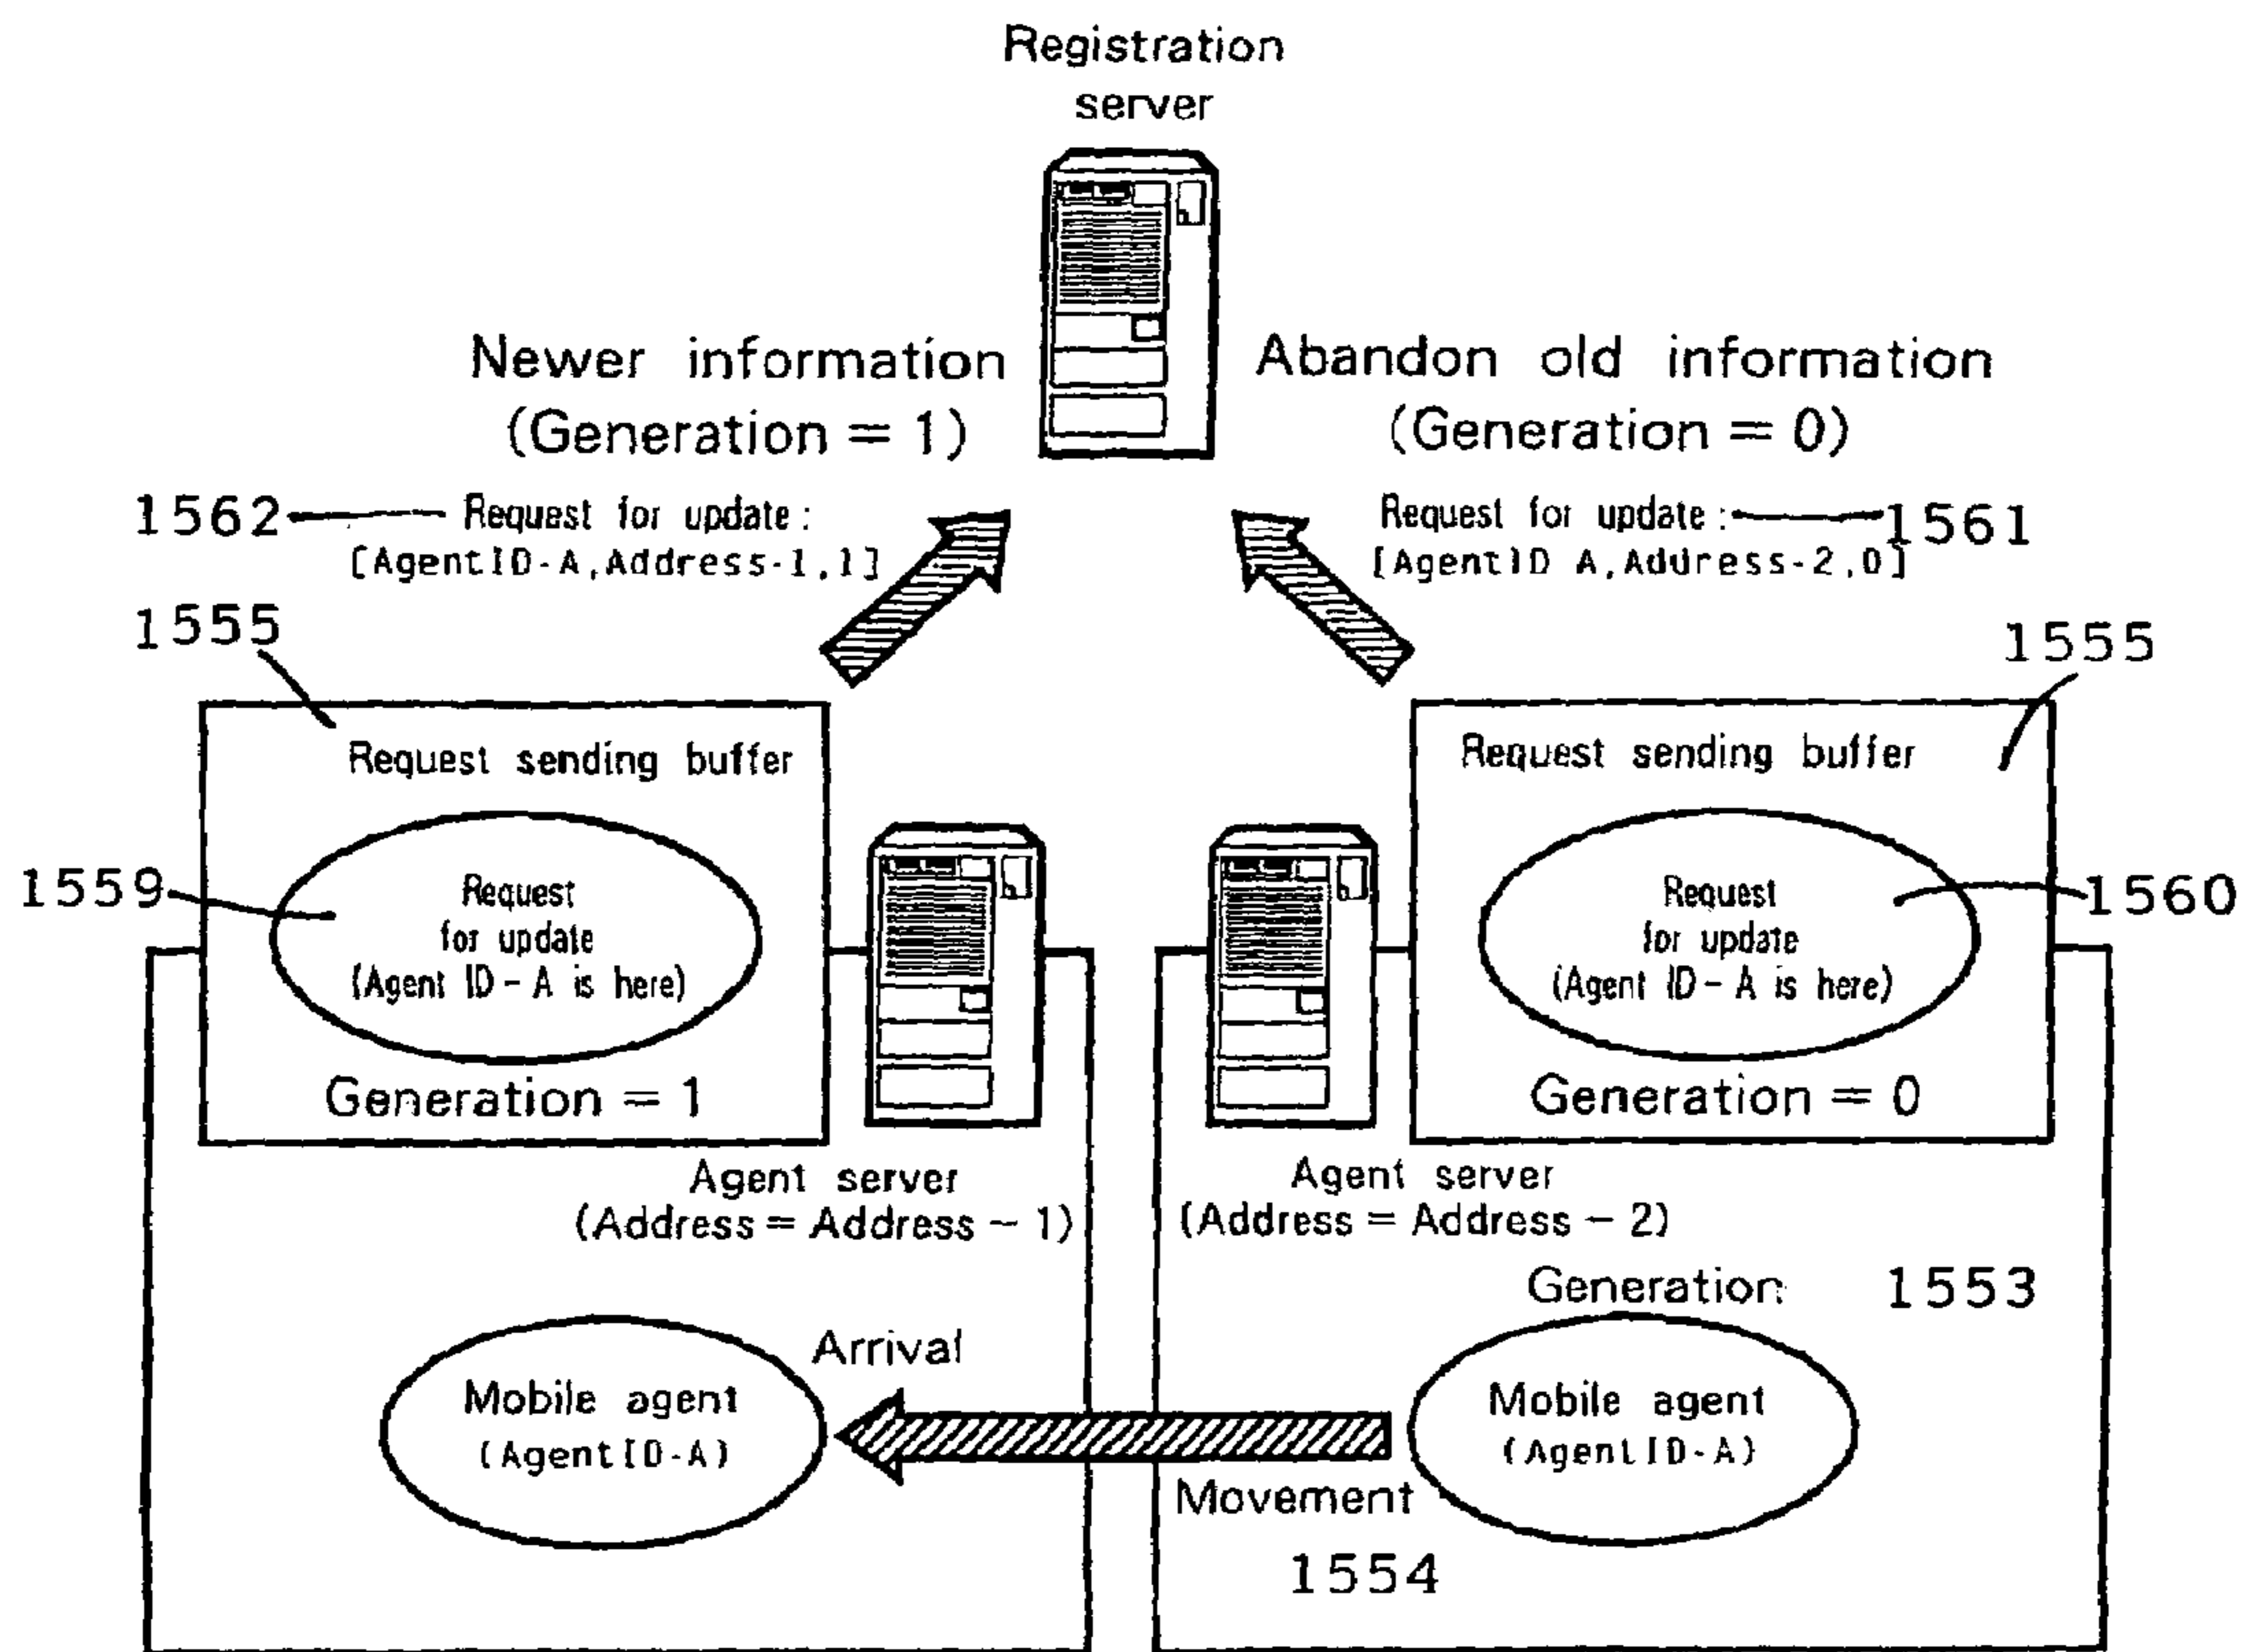 Registration
server
Newer information
(Generation = 1)
Abandon old information
(Generation = 0)
1562
Request for update :
[AgentID-A,Address-1,1]
Request for update :
1561
[AgentID A,Address-2,0]
1555
1555
Request sending buffer
Request sending buffer
1559
Request
for update
(Agent ID - A is here)
Generation = 1
Request
for update
(Agent ID - A is here)
1560
Generation = 0
Agent server
(Address = Address - 1)
Agent server
(Address = Address - 2)
Generation 1553
Arrival
Mobile agent
(AgentID-A)
Mobile agent
(AgentID-A)
Movement
1554